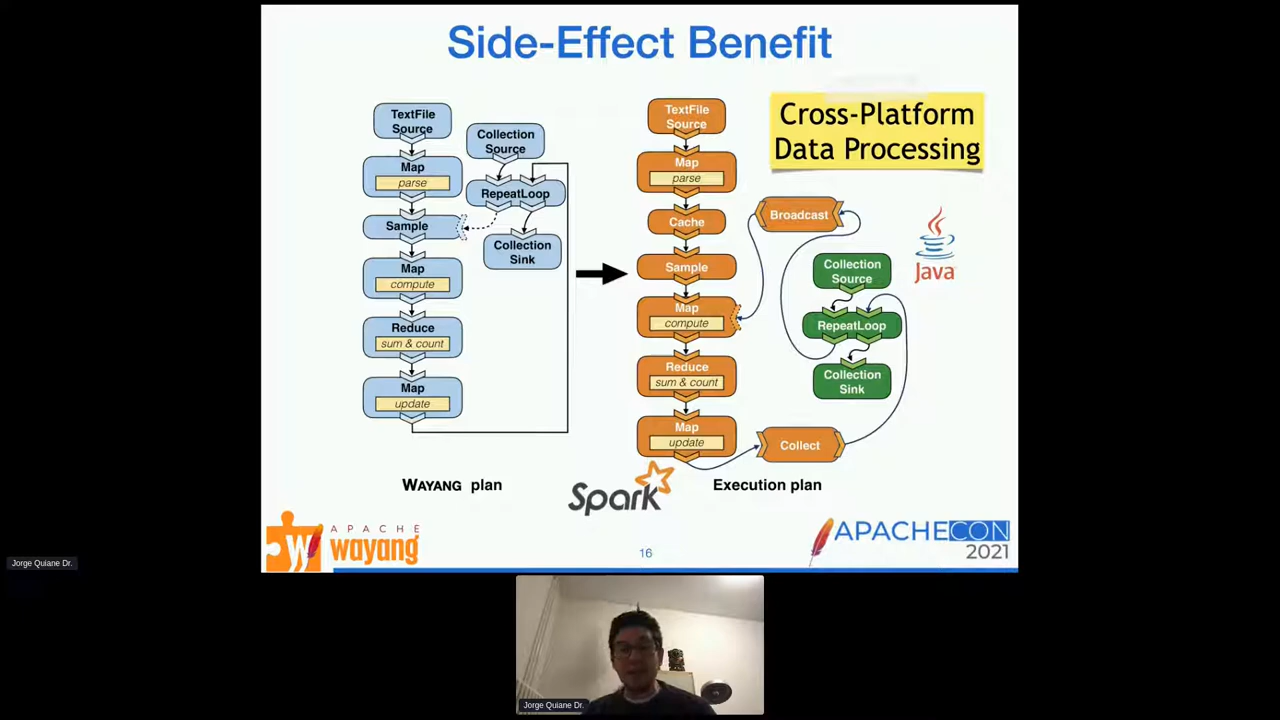 Side-Effect Benefit
Cross-Platform
Data Processing
TextFile
Source
Map
parse
Sample
Map
compute
Reduce
sum & count
Map
update
Collection
Source
RepeatLoop
Collection
Sink
WAYANG plan
TextFile
Source
Map
parse
Cache
Sample
Map
compute
Reduce
sum & count
Map
update
Broadcast
Collect
Collection
Source
RepeatLoop
Collection
Sink
Java
Spark
Execution plan
APACHE
wayang
16
APACHECON
2021
Jorge Quiane Dr.
Jorge Quiane Dr.